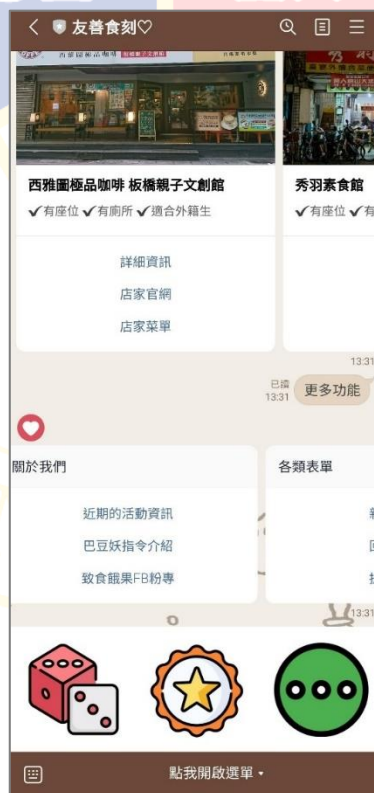 友善食刻♡
西雅圖極品咖啡 板橋親子文創館
✓有座位 ✓有廁所 ✓適合外籍生
詳細資訊
店家官網
店家菜單
秀羽素食館
✓有座位 ✓有
13:31
已讀
13:31
更多功能
關於我們
近期的活動資訊
巴豆妖指令介紹
致食餓果FB粉專
各類表單
13:31
點我開啟選單